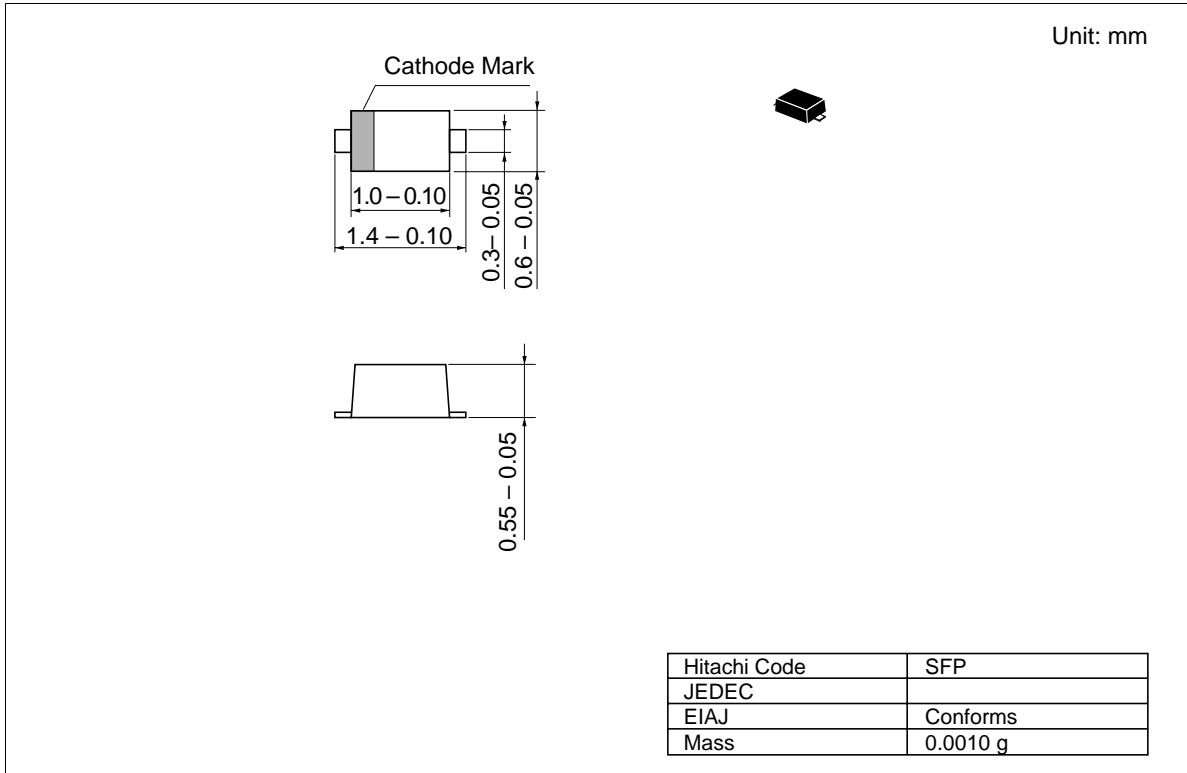 Unit: mm
Cathode Mark
1.0 – 0.10
1.4 – 0.10
0.3– 0.05
0.6 – 0.05
0.55 – 0.05
Hitachi Code SFP
JEDEC
EIAJ Conforms
Mass 0.0010 g